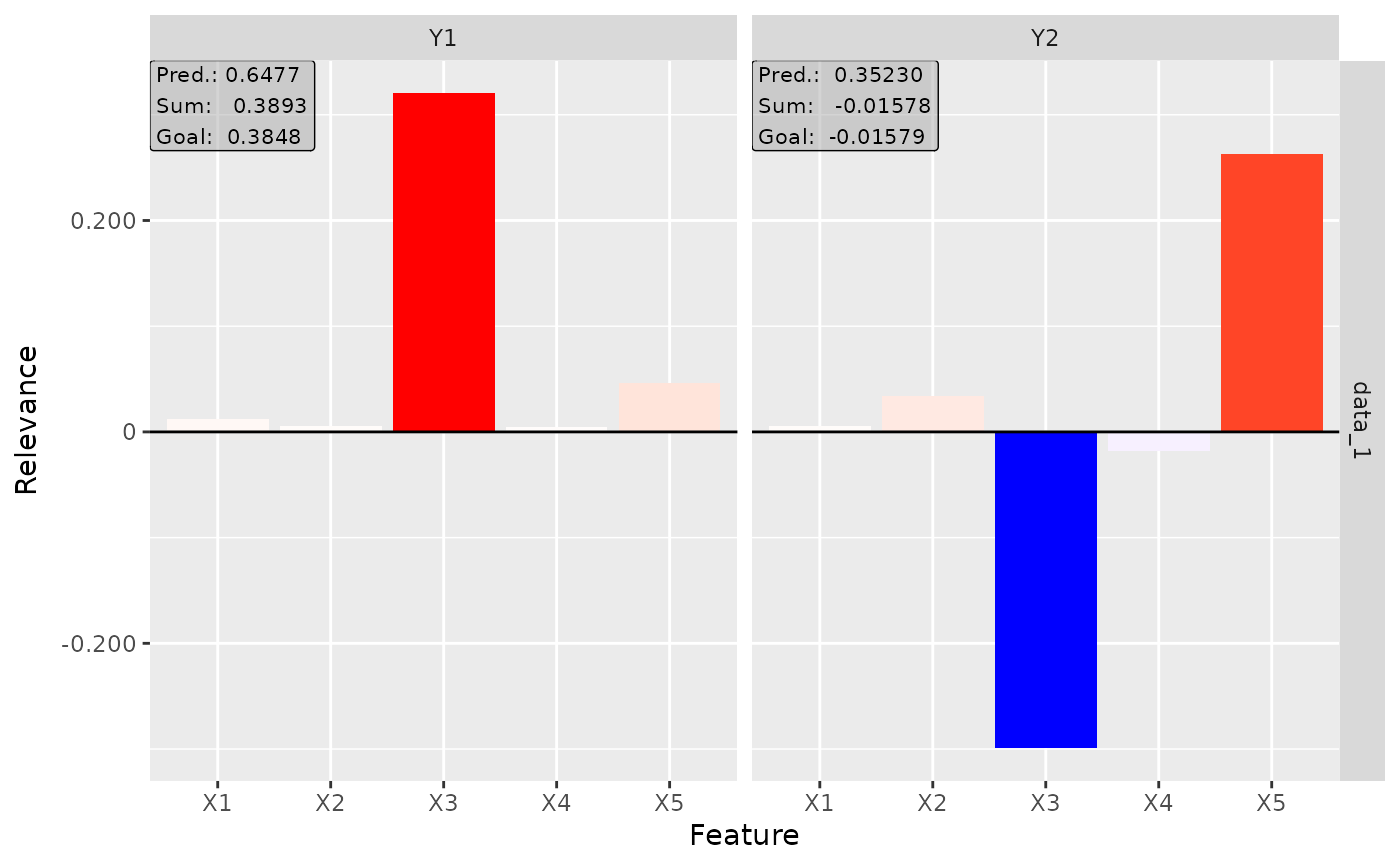 Y1
Y2
Pred.: 0.6477
Sum: 0.3893
Goal: 0.3848
Pred.: 0.35230
Sum: -0.01578
Goal: -0.01579
0.200
0
-0.200
Relevance
data_1
X1 X2 X3 X4 X5
X1 X2 X3 X4 X5
Feature